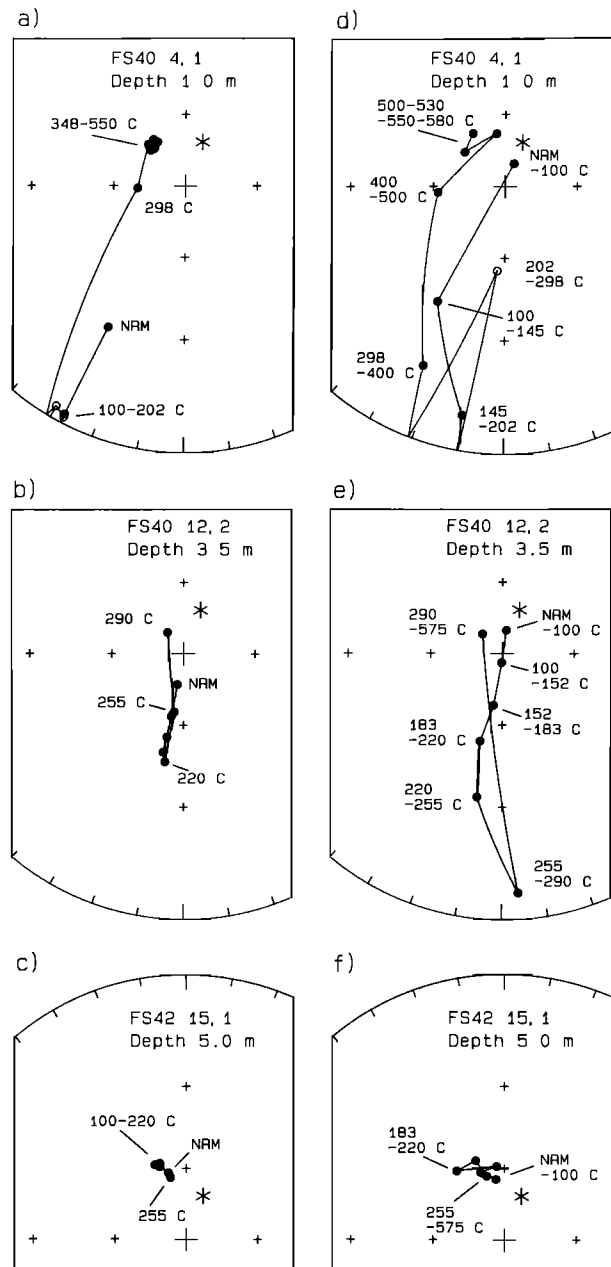 a)
FS40 4,1
Depth 1 0 m
348-550 C
298 C
NRM
100-202 C
d)
FS40 4,1
Depth 1 0 m
500-530
-550-580 C
NRM
-100 C
400
-500 C
202
-298 C
100
-145 C
298
-400 C
145
-202 C
b)
FS40 12,2
Depth 3 5 m
290 C
NRM
255 C
220 C
e)
FS40 12,2
Depth 3.5 m
290
-575 C
NRM
-100 C
100
-152 C
152
-183 C
183
-220 C
220
-255 C
255
-290 C
c)
FS42 15,1
Depth 5.0 m
100-220 C
NRM
255 C
f)
FS42 15,1
Depth 5 0 m
183
-220 C
NRM
-100 C
255
-575 C